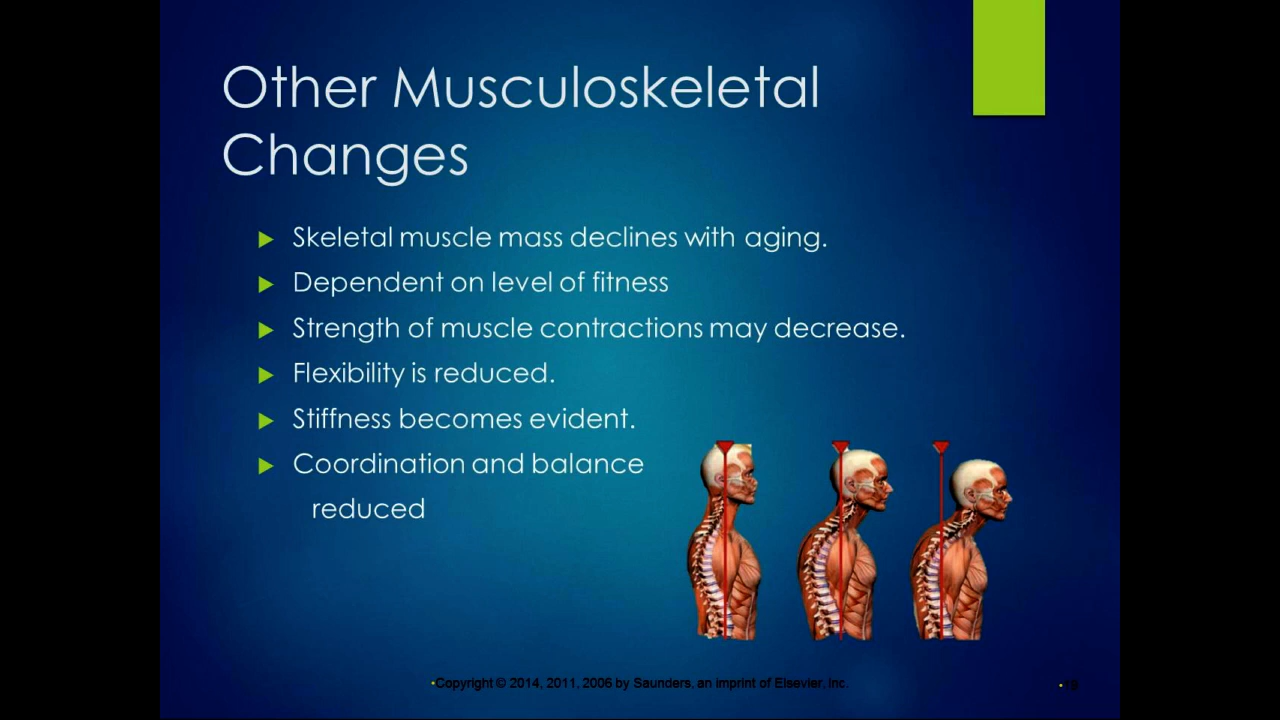 Other Musculoskeletal
Changes
Skeletal muscle mass declines with aging.
Dependent on level of fitness
Strength of muscle contractions may decrease.
Flexibility is reduced.
Stiffness becomes evident.
Coordination and balance
reduced
•Copyright © 2014, 2011, 2006 by Saunders, an imprint of Elsevier, Inc.